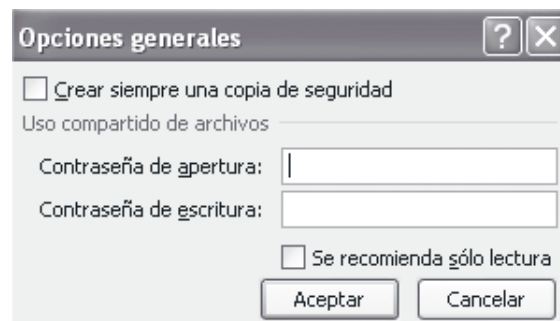 Opciones generales
Crear siempre una copia de seguridad
Uso compartido de archivos
Contraseña de apertura:
Contraseña de escritura:
Se recomienda sólo lectura
Aceptar Cancelar